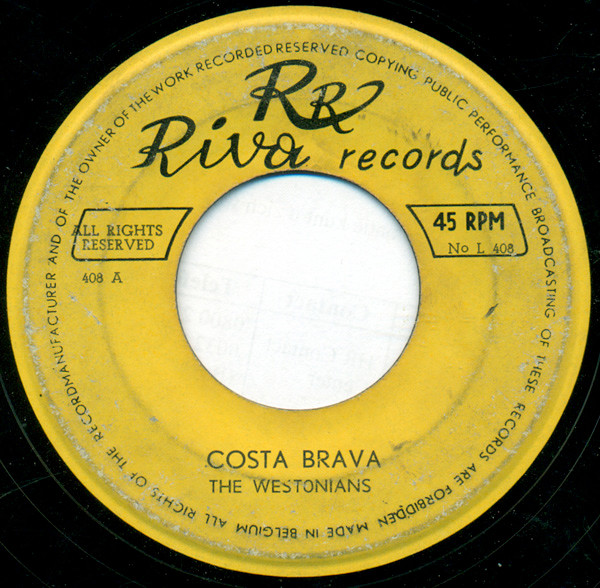 RR
Riva records
ALL RIGHTS
RESERVED
45 RPM
No L 408
408 A
COSTA BRAVA
THE WESTONIANS
ALL RIGHTS OF THE RECORDMANUFACTURER AND OF THE OWNER OF THE WORK RECORDED RESERVED COPYING PUBLIC PERFORMANCE BROADCASTING OF THESE RECORDS ARE FORBIDDEN MADE IN BELGIUM